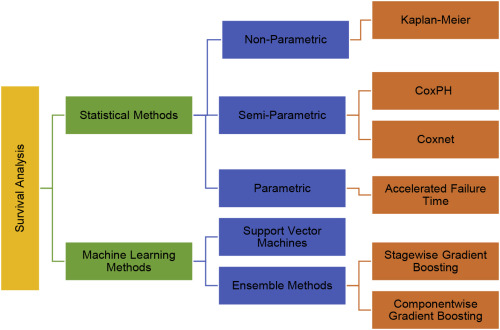 Survival Analysis
Statistical Methods
Machine Learning
Methods
Non-Parametric
Semi-Parametric
Parametric
Support Vector
Machines
Ensemble Methods
Kaplan-Meier
CoxPH
Coxnet
Accelerated Failure
Time
Stagewise Gradient
Boosting
Componentwise
Gradient Boosting